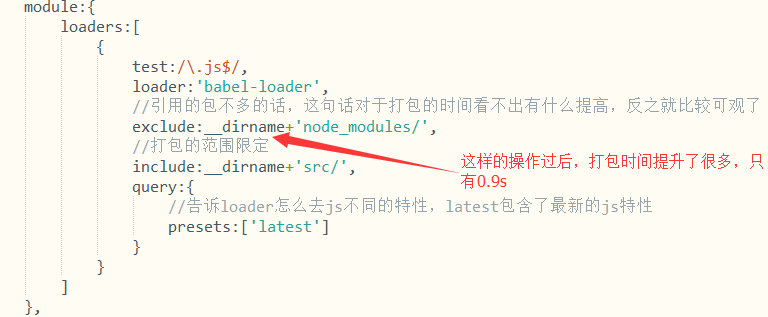 module:{
loaders:[
{
test:/\.js$/,
loader:'babel-loader',
//引用的包不多的话，这句话对于打包的时间看不出有什么提高，反之就比较可观了
exclude:__dirname+'node_modules/',
//打包的范围限定
include:__dirname+'src/',
这样的操作过后，打包时间提升了很多，只
有0.9s
query:{
//告诉loader怎么去js不同的特性，latest包含了最新的js特性
presets:['latest']
}
}
]
},